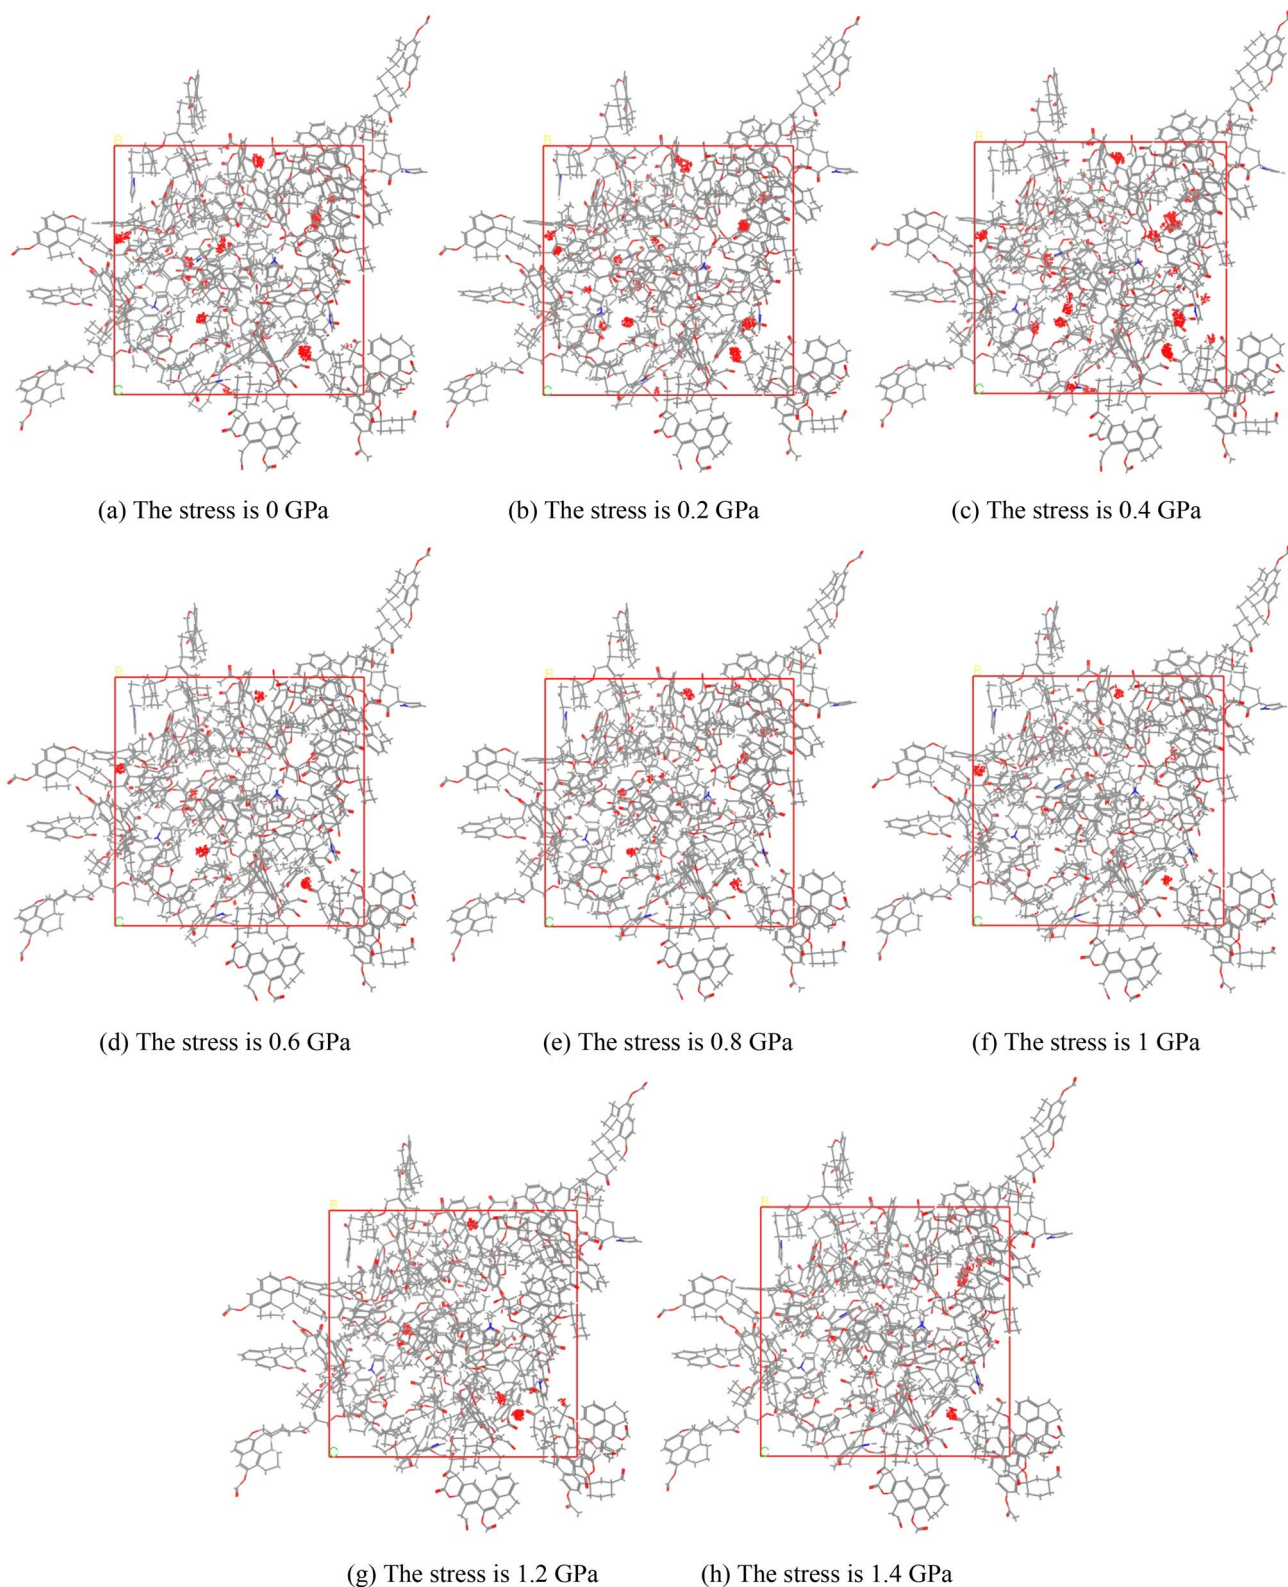 B
B
B
C
C
C
(a) The stress is 0 GPa
(b) The stress is 0.2 GPa
(c) The stress is 0.4 GPa
B
B
B
C
C
C
(d) The stress is 0.6 GPa
(e) The stress is 0.8 GPa
(f) The stress is 1 GPa
B
B
C
C
(g) The stress is 1.2 GPa
(h) The stress is 1.4 GPa